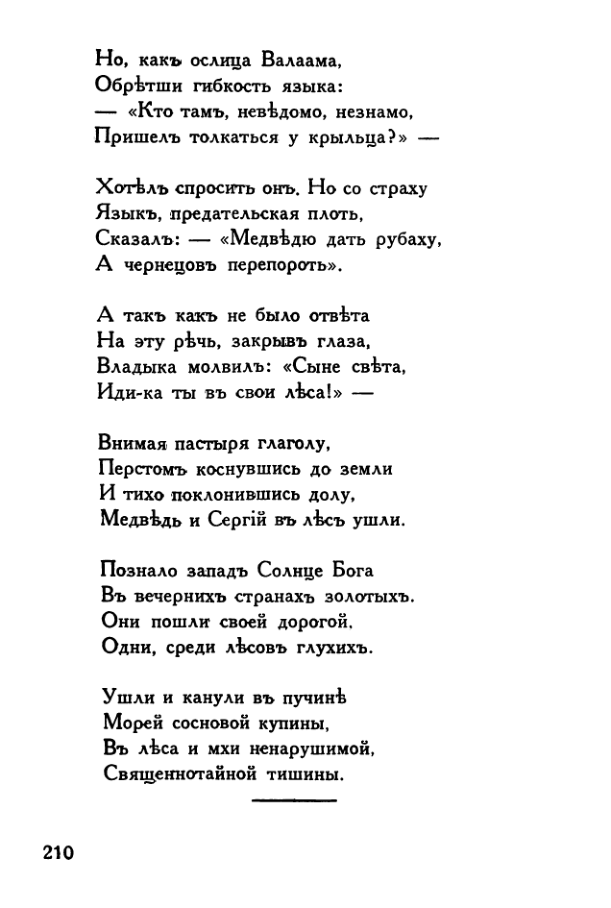 Но, какъ ослица Валаама,
Обрѣтши гибкость языка:
— «Кто тамъ, невѣдомо, незнамо,
Пришелъ толкаться у крыльца?» —
Хотѣлъ спросить онъ. Но со страху
Языкъ, предательская плоть,
Сказалъ: — «Медвѣдю дать рубаху,
А чернецовъ перепороть».
А такъ какъ не было отвѣта
На эту рѣчь, закрывъ глаза,
Владыка молвилъ: «Сыне свѣта,
Иди-ка ты въ свои лѣса!» —
Внимая пастыря глаголу,
Перстомъ коснувшись до земли
И тихо поклонившись долу,
Медвѣдь и Сергій въ лѣсъ ушли.
Познало западъ Солнце Бога
Въ вечернихъ странахъ золотыхъ.
Они пошли своей дорогой,
Одни, среди лѣсовъ глухихъ.
Ушли и канули въ пучинѣ
Морей сосновой купины,
Въ лѣса и мхи ненарушимой,
Священнотайной тишины.
210